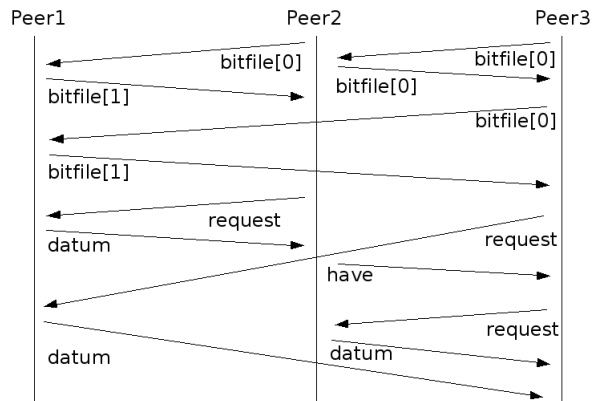 Peer1 Peer2 Peer3
bitfile[0] bitfile[0]
bitfile[1] bitfile[0]
bitfile[0]
bitfile[1]
request
datum request
have
request
datum datum